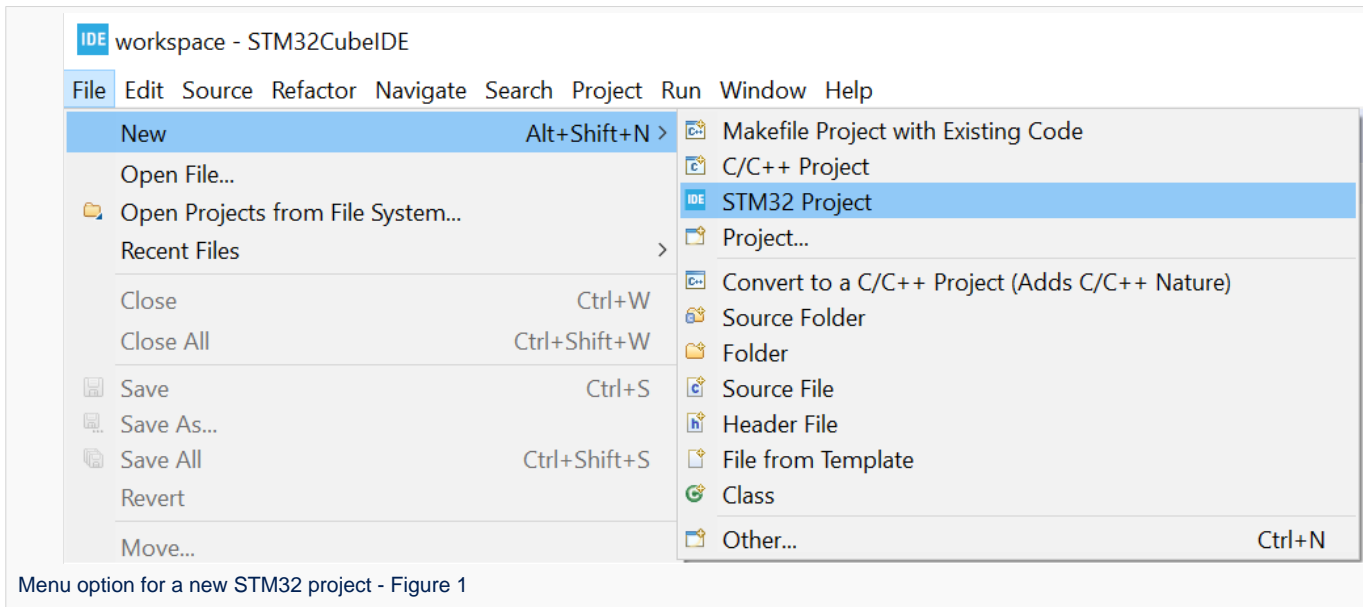 IDE workspace - STM32CubeIDE
File Edit Source Refactor Navigate Search Project Run Window Help
New Alt+Shift+N >
Open File...
Open Projects from File System...
Recent Files >
Close Ctrl+W
Close All Ctrl+Shift+W
Save Ctrl+S
Save As...
Save All Ctrl+Shift+S
Revert
Move...
Makefile Project with Existing Code
C/C++ Project
IDE STM32 Project
Project...
Convert to a C/C++ Project (Adds C/C++ Nature)
Source Folder
Folder
Source File
Header File
File from Template
Class
Other... Ctrl+N
Menu option for a new STM32 project - Figure 1